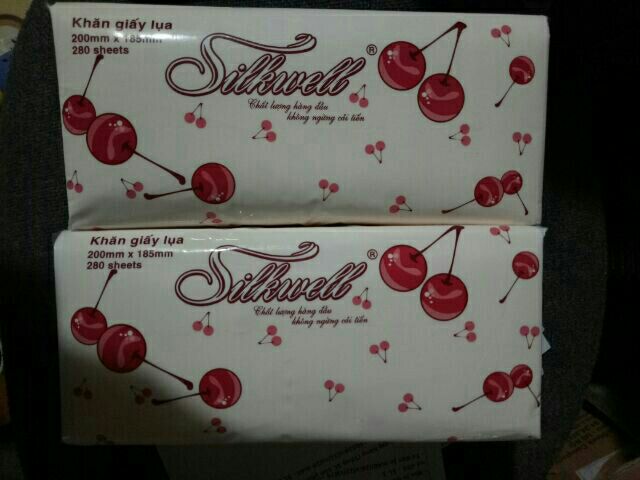 Khăn giấy lụa
200mm x 185mm
280 sheets
Silkwell ®
Chất lượng hàng đầu
không ngừng cải tiến
Khăn giấy lụa
200mm x 185mm
280 sheets
Silkwell ®
Chất lượng hàng đầu
không ngừng cải tiến